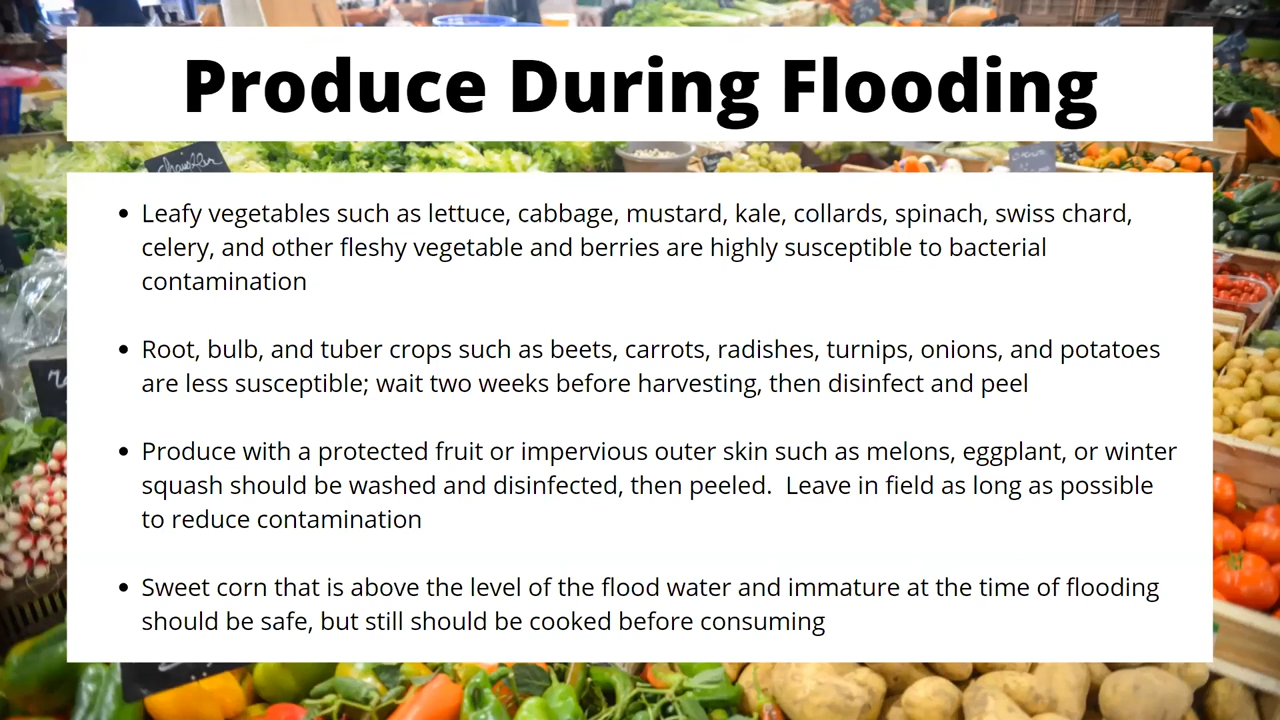 Produce During Flooding
• Leafy vegetables such as lettuce, cabbage, mustard, kale, collards, spinach, swiss chard,
celery, and other fleshy vegetable and berries are highly susceptible to bacterial
contamination
• Root, bulb, and tuber crops such as beets, carrots, radishes, turnips, onions, and potatoes
are less susceptible; wait two weeks before harvesting, then disinfect and peel
• Produce with a protected fruit or impervious outer skin such as melons, eggplant, or winter
squash should be washed and disinfected, then peeled.  Leave in field as long as possible
to reduce contamination
• Sweet corn that is above the level of the flood water and immature at the time of flooding
should be safe, but still should be cooked before consuming